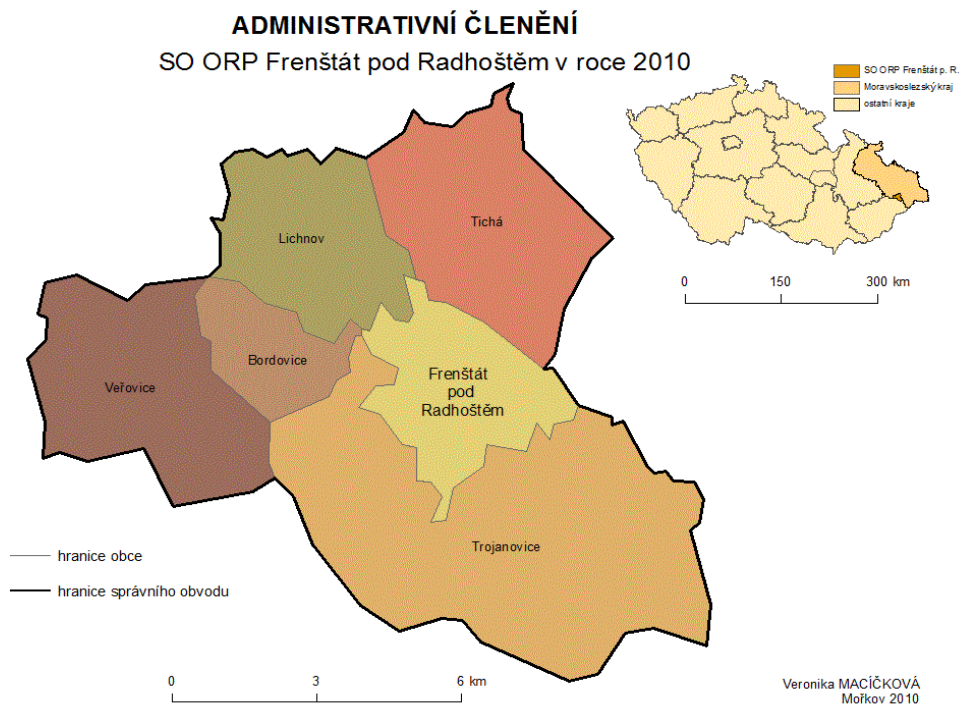 ADMINISTRATIVNÍ ČLENĚNÍ
SO ORP Frenštát pod Radhoštěm v roce 2010
SO ORP Frenštát p. R.
Moravskoslezský kraj
ostatní kraje
0 150 300 km
Tichá
Lichnov
Bordovice
Veřovice
Frenštát
pod
Radhoštěm
Trojanovice
hranice obce
hranice správního obvodu
0 3 6 km
Veronika MACÍČKOVÁ
Mořkov 2010